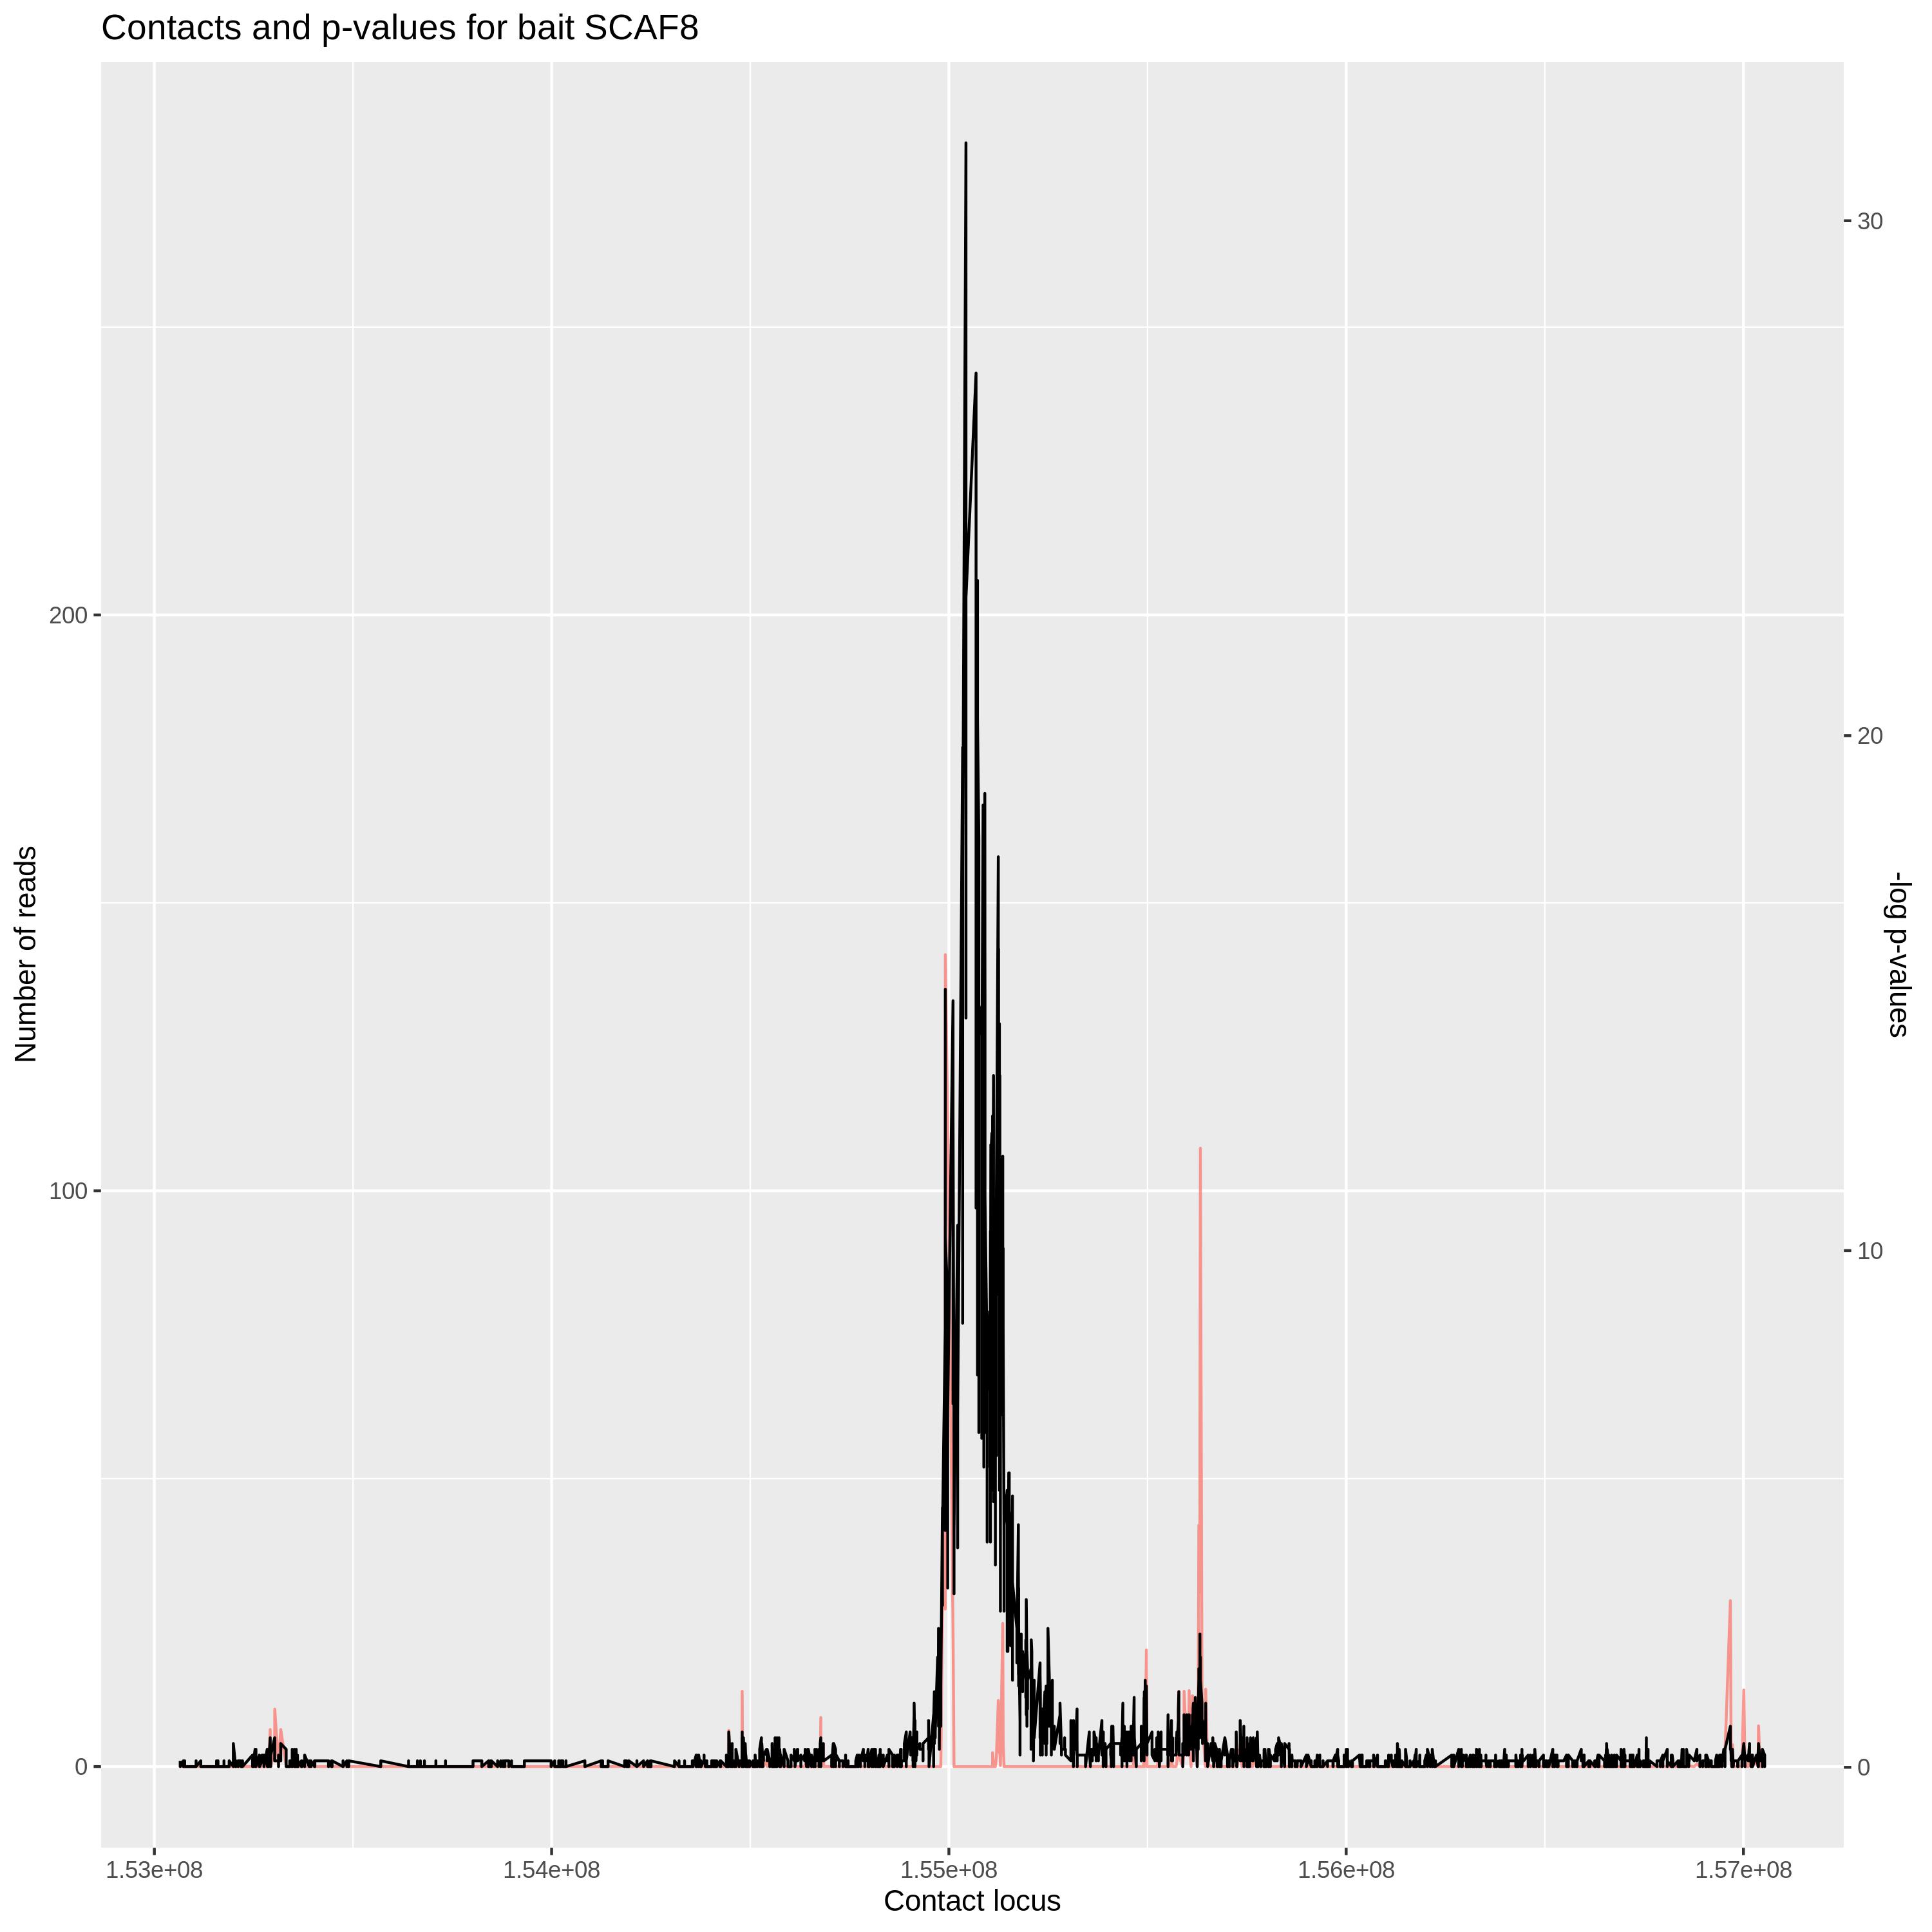 Contacts and p-values for bait SCAF8
Number of reads
200
100
0
30
20
10
0
-log p-values
1.53e+08
1.54e+08
1.55e+08
1.56e+08
1.57e+08
Contact locus